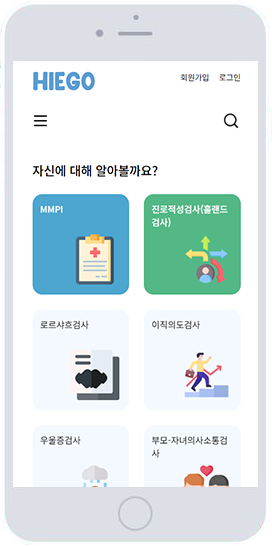 HIEGO
회원가입 로그인
자신에 대해 알아볼까요?
MMPI
진로적성검사(홀랜드
검사)
로르샤흐검사
이직의도검사
우울증검사
부모-자녀의사소통검
사